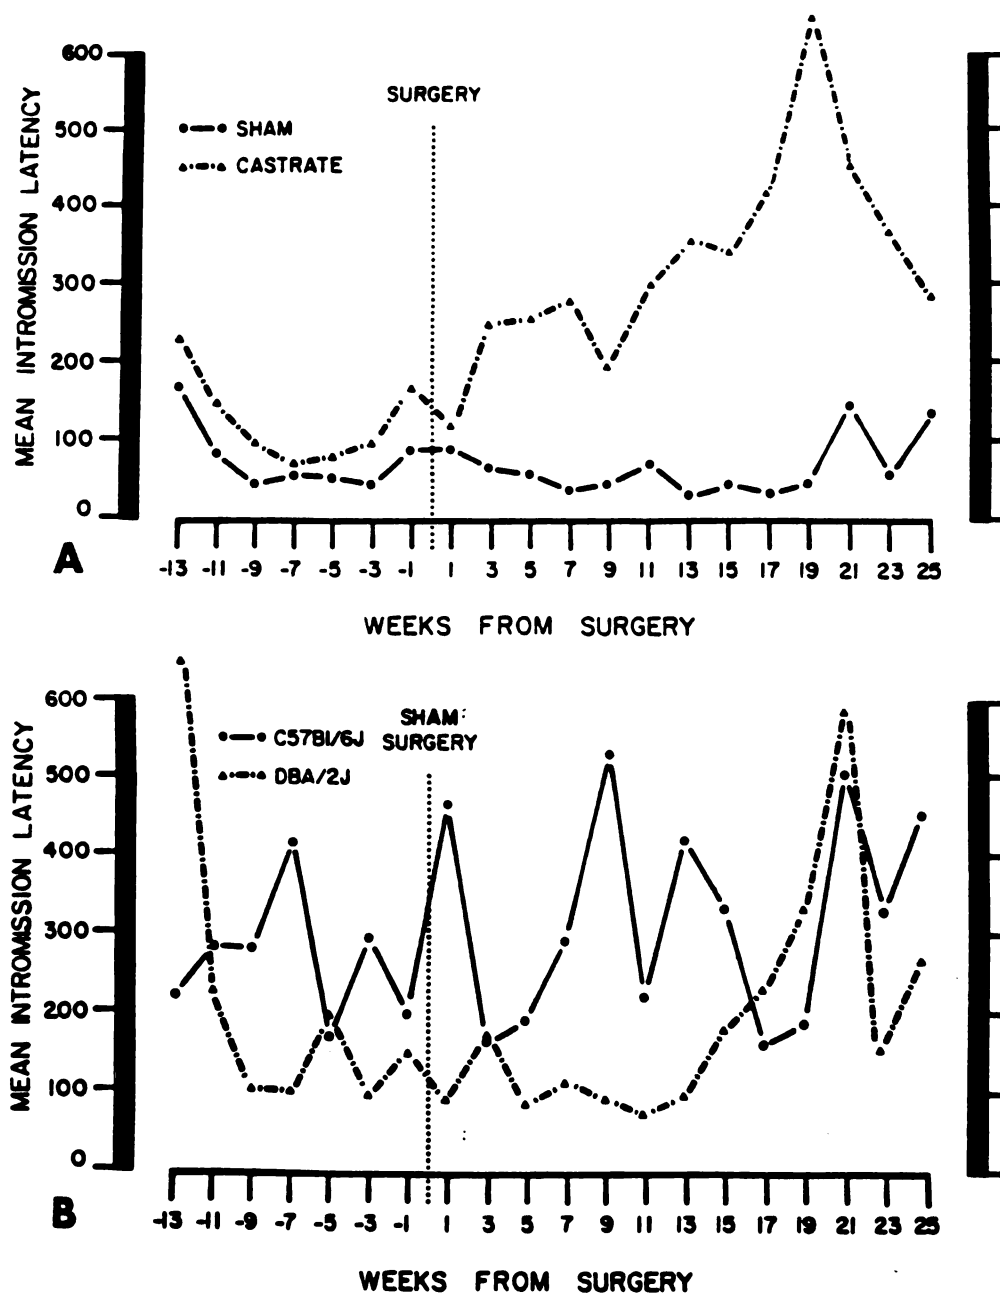 MEAN INTROMISSION LATENCY
600
500
400
300
200
100
0
SURGERY
SHAM
CASTRATE
A
-13 -11 -9 -7 -5 -3 -1 1 3 5 7 9 11 13 15 17 19 21 23 25
WEEKS FROM SURGERY
MEAN INTROMISSION LATENCY
600
500
400
300
200
100
0
SHAM
SURGERY
C57Bl/6J
DBA/2J
B
-13 -11 -9 -7 -5 -3 -1 1 3 5 7 9 11 13 15 17 19 21 23 25
WEEKS FROM SURGERY